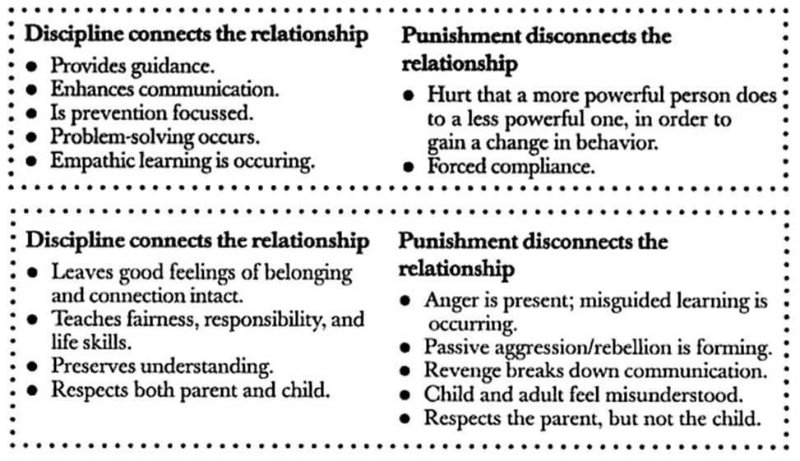 Discipline connects the relationship
● Provides guidance.
● Enhances communication.
● Is prevention focussed.
● Problem-solving occurs.
● Empathic learning is occuring.
Punishment disconnects the
relationship
● Hurt that a more powerful person does
to a less powerful one, in order to
gain a change in behavior.
● Forced compliance.
Discipline connects the relationship
● Leaves good feelings of belonging
and connection intact.
● Teaches fairness, responsibility, and
life skills.
● Preserves understanding.
● Respects both parent and child.
Punishment disconnects the
relationship
● Anger is present; misguided learning is
occurring.
● Passive aggression/rebellion is forming.
● Revenge breaks down communication.
● Child and adult feel misunderstood.
● Respects the parent, but not the child.